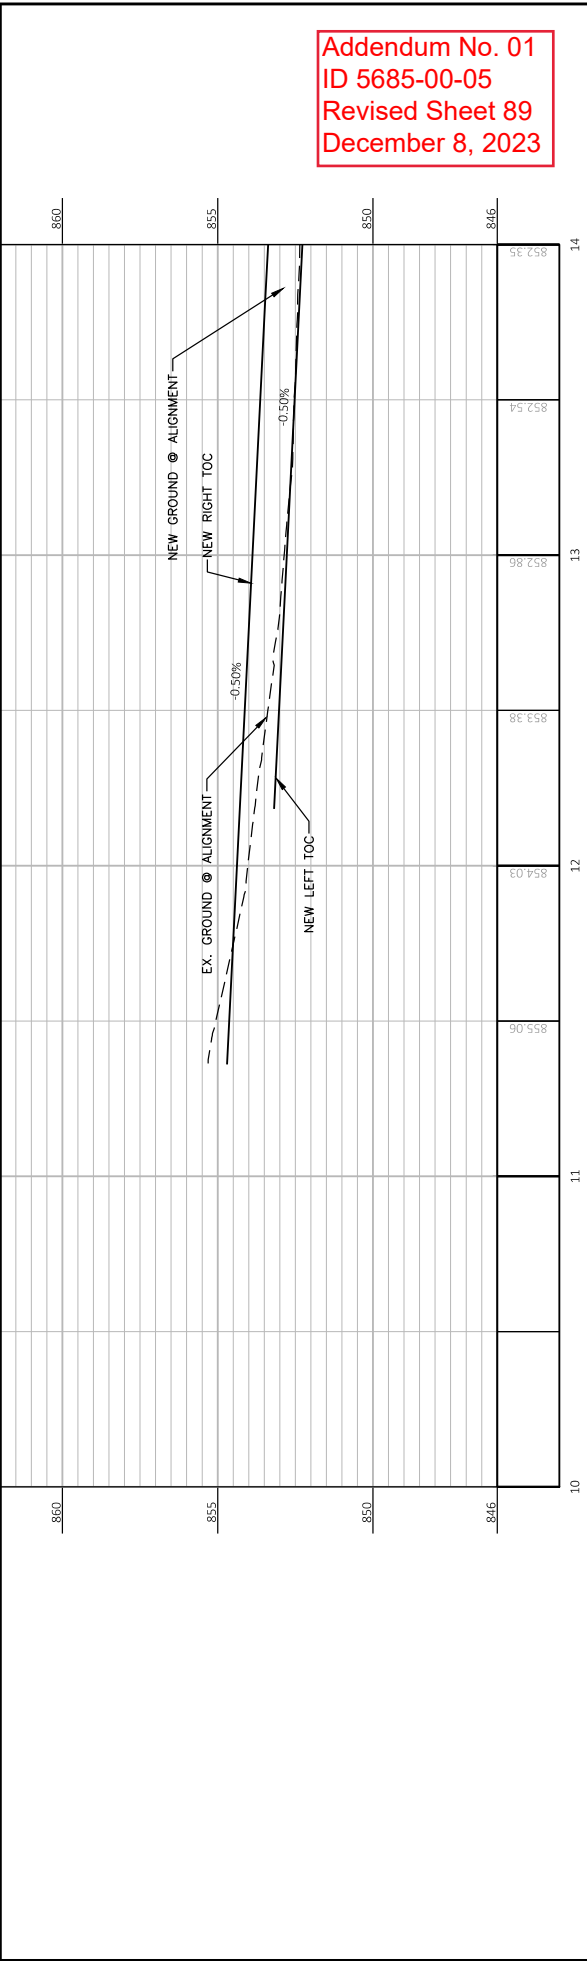 Addendum No. 01
ID 5685-00-05
Revised Sheet 89
December 8, 2023
860
855
850
846
14
852.35
NEW GROUND @ ALIGNMENT
NEW RIGHT TOC
-0.50%
852.54
13
852.86
-0.50%
853.38
EX. GROUND @ ALIGNMENT
NEW LEFT TOC
12
854.03
855.06
11
10
860
855
850
846